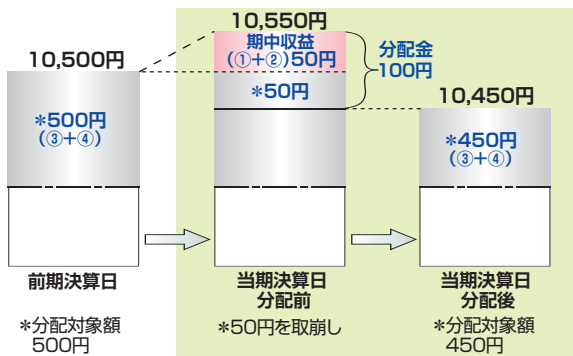 10,500円
*500円
(③+④)
前期決算日
*分配対象額
500円
10,550円
期中収益
(①+②)50円
*50円
分配金
100円
当期決算日
分配前
*50円を取崩し
10,450円
*450円
(③+④)
当期決算日
分配後
*分配対象額
450円